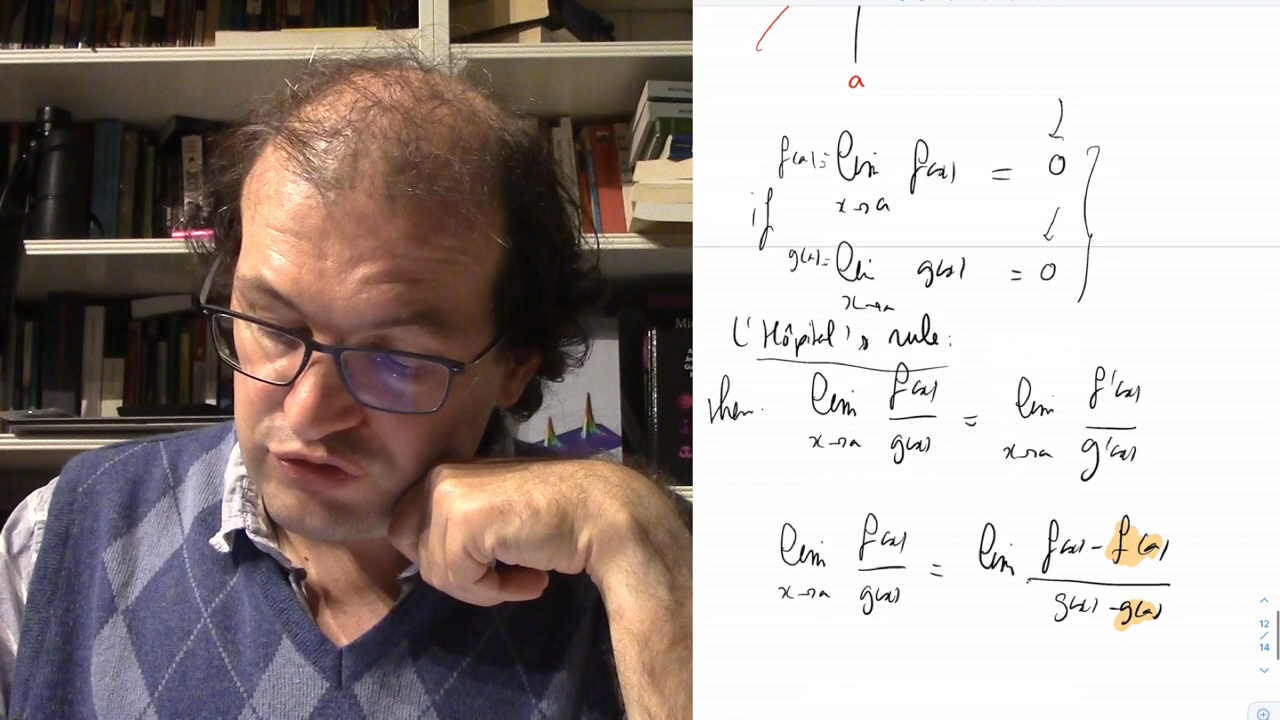 a
f(a) = lim f(x) = 0
x→a
if
g(a) = lim g(x) = 0
x→a
L'Hôpital's rule:
then. lim f(x)/g(x) = lim f'(x)/g'(x)
x→a x→a
lim f(x)/g(x) = lim f(x) - f(a) / g(x) - g(a)
x→a
12
/
14